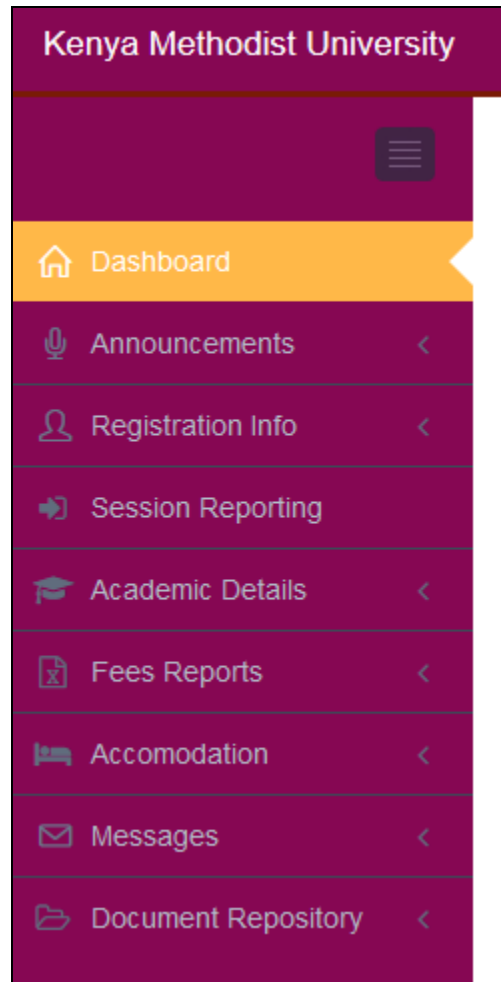 Kenya Methodist University
Dashboard
Announcements
Registration Info
Session Reporting
Academic Details
Fees Reports
Accomodation
Messages
Document Repository